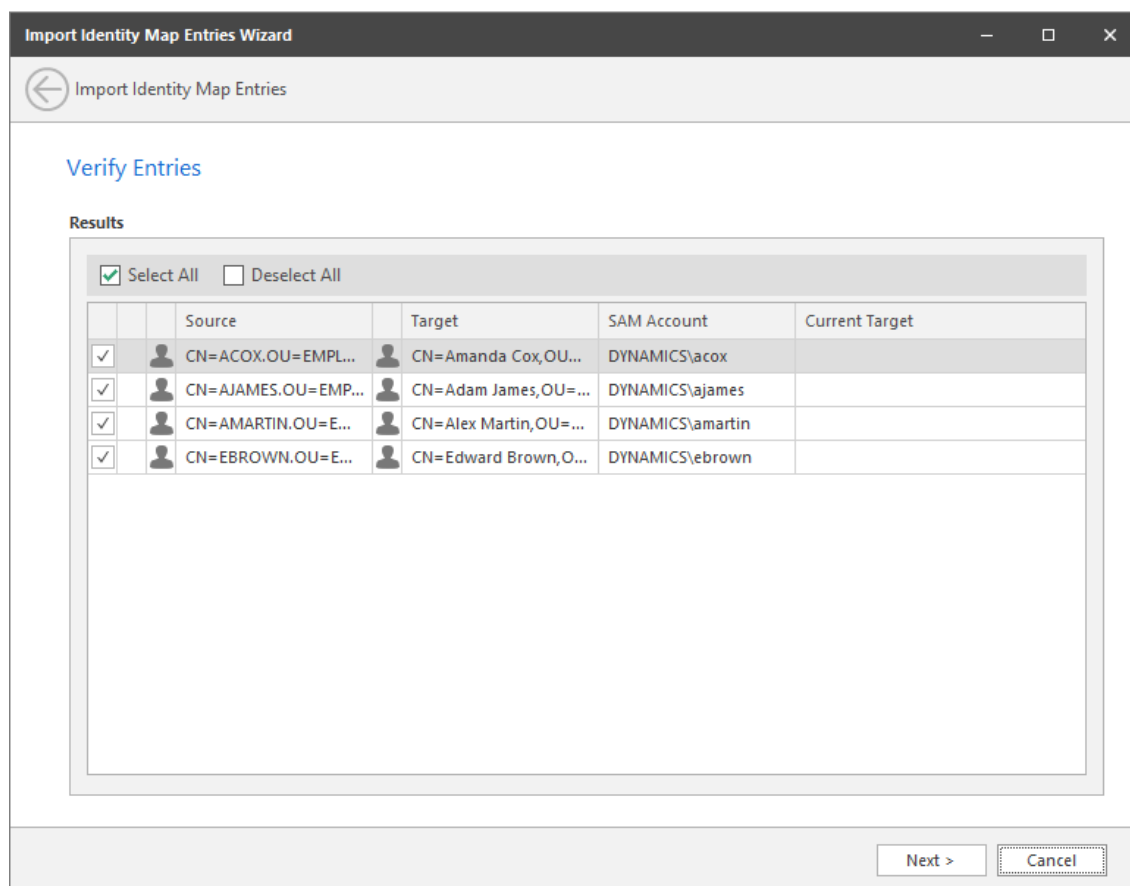 Import Identity Map Entries Wizard
Import Identity Map Entries
Verify Entries
Results
Select All Deselect All
Source Target SAM Account Current Target
CN=ACOX.OU=EMPL... CN=Amanda Cox,OU... DYNAMICS\acox
CN=AJAMES.OU=EMP... CN=Adam James,OU=... DYNAMICS\ajames
CN=AMARTIN.OU=E... CN=Alex Martin,OU=... DYNAMICS\amartin
CN=EBROWN.OU=E... CN=Edward Brown,O... DYNAMICS\ebrown
Next > Cancel